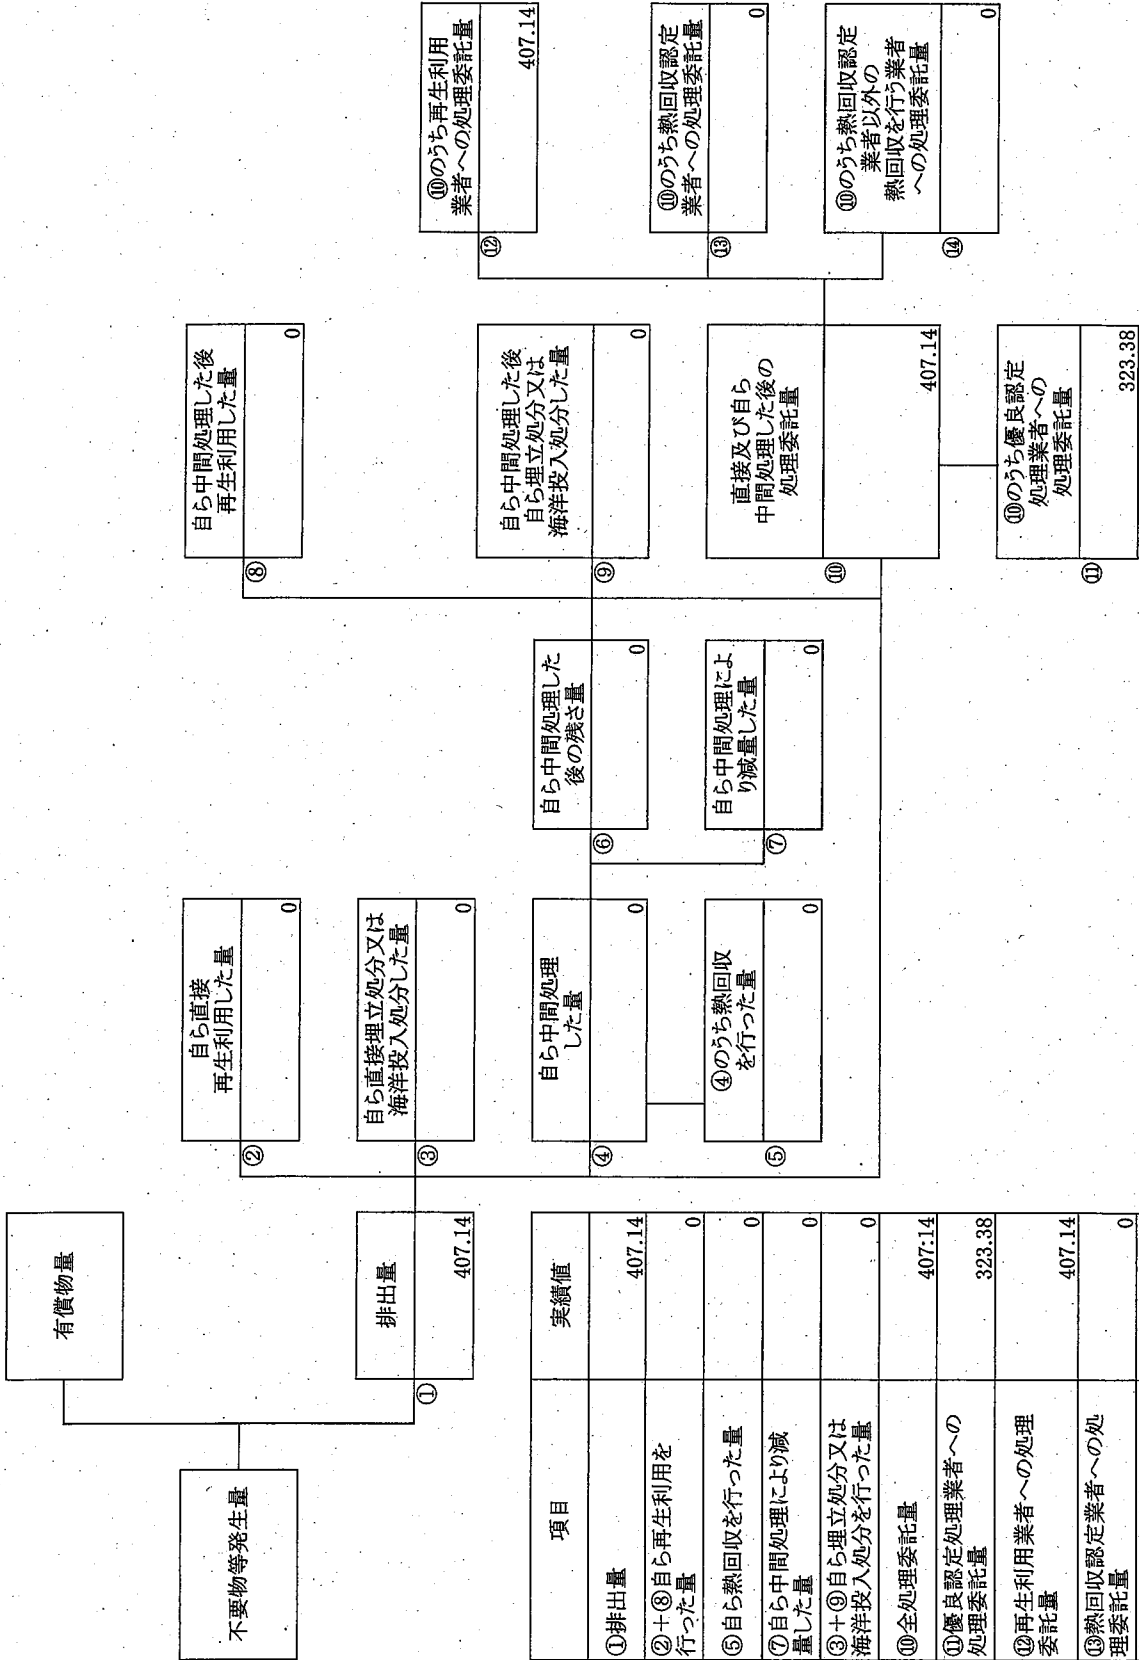 有償物量
不要物等発生量
排出量
① 407.14
自ら直接
再生利用した量
② 0
自ら直接埋立処分又は
海洋投入処分した量
③ 0
自ら中間処理
した量
④ 0
④のうち熱回収
を行った量
⑤ 0
自ら中間処理した
後の残さ量
⑥ 0
自ら中間処理によ
り減量した量
⑦ 0
自ら中間処理した後
再生利用した量
⑧ 0
自ら中間処理した後
自ら埋立処分又は
海洋投入処分した量
⑨ 0
直接及び自ら
中間処理した後の
処理委託量
⑩ 407.14
⑩のうち優良認定
処理業者への
処理委託量
⑪ 323.38
⑩のうち再生利用
業者への処理委託量
⑫ 407.14
⑩のうち熱回収認定
業者への処理委託量
⑬ 0
⑩のうち熱回収認定
業者以外の
熱回収を行う業者
への処理委託量
⑭ 0
項目 実績値
①排出量 407.14
②+⑧自ら再生利用を
行った量 0
⑤自ら熱回収を行った量 0
⑦自ら中間処理により減
量した量 0
③+⑨自ら埋立処分又は
海洋投入処分を行った量 0
⑩全処理委託量 407.14
⑪優良認定処理業者への
処理委託量 323.38
⑫再生利用業者への処理
委託量 407.14
⑬熱回収認定業者への処
理委託量 0